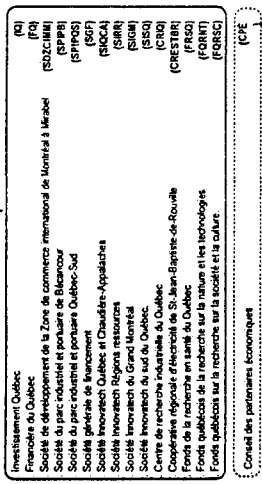 Investissement Québec (IQ)
Financière du Québec (FQ)
Société de développement de la Zone de commerce international de Montréal à Mirabel (SDZCIMM)
Société du parc industriel et portuaire de Bécancour (SPIPB)
Société du parc industriel et portuaire Québec-Sud (SPIPQS)
Société générale de financement (SGF)
Société Innovatech Québec et Chaudière-Appalaches (SIQCA)
Société Innovatech Régions ressources (SIRR)
Société Innovatech du Grand Montréal (SIGM)
Société Innovatech du sud du Québec. (SISQ)
Centre de recherche industrielle du Québec (CRIQ)
Coopérative régionale d'électricité de St-Jean-Baptiste-de-Rouville (CRESTBR)
Fonds de la recherche en santé du Québec (FRSQ)
Fonds québécois de la recherche sur la nature et les technologies (FQRNT)
Fonds québécois sur la recherche sur la société et la culture. (FQRSC)
Conseil des partenaires économiques (CPE)